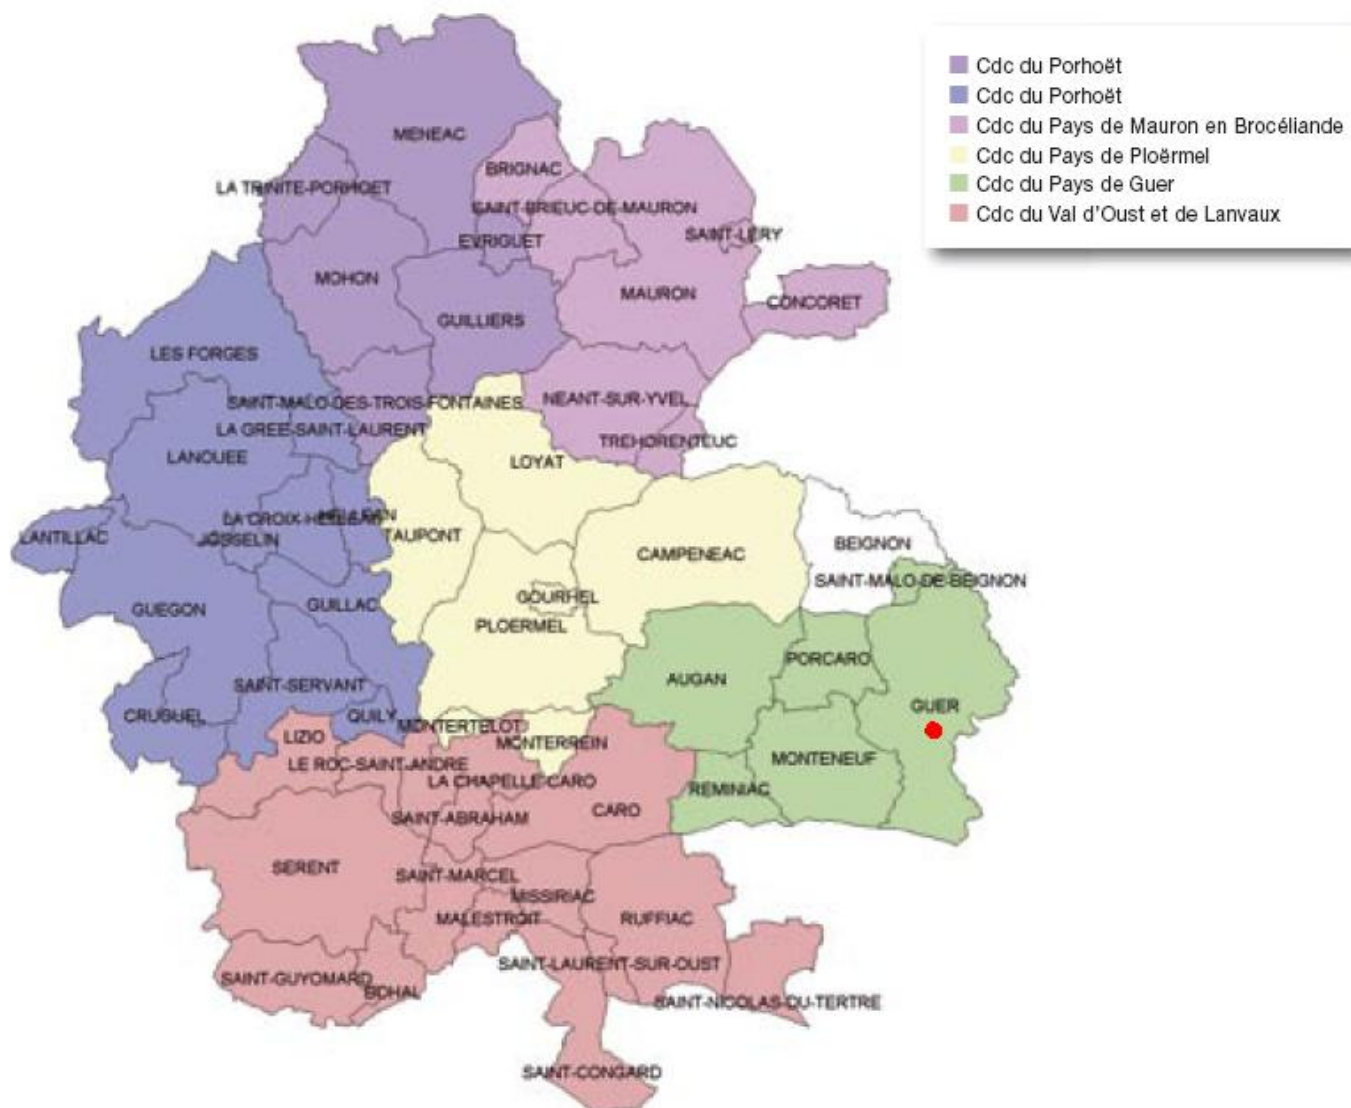 Cdc du Porhoët
Cdc du Porhoët
Cdc du Pays de Mauron en Brocéliande
Cdc du Pays de Ploërmel
Cdc du Pays de Guer
Cdc du Val d'Oust et de Lanvaux
MENEAC
BRIGNAC
LA TRINITE-PORHOET
SAINT-BRIEUC-DE-MAURON
EVRIGUET
SAINT-LERY
MOHON
MAURON
CONCORET
GUILLIERS
LES FORGES
SAINT-MALO-DES-TROIS-FONTAINES
NEANT-SUR-YVEL
LA GREE-SAINT-LAURENT
TREHORENTEUC
LANOUEE
LOYAT
LA CROIX-HELLEAN
HELLEAN
LANTILLAC
JOSSELIN
TAUPONT
CAMPENEAC
BEIGNON
SAINT-MALO-DE-BEIGNON
GUEGON
GUILLAC
GOURHEL
PLOERMEL
PORCARO
AUGAN
SAINT-SERVANT
CRUGUEL
QUILY
GUER
MONTERTELOT
LIZIO
MONTERREIN
LE ROC-SAINT-ANDRE
MONTENEUF
LA CHAPELLE-CARO
REMINIAC
CARO
SAINT-ABRAHAM
SERENT
SAINT-MARCEL
MISSIRIAC
MALESTROIT
RUFFIAC
SAINT-LAURENT-SUR-OUST
SAINT-GUYOMARD
BOHAL
SAINT-NICOLAS-DU-TERTRE
SAINT-CONGARD